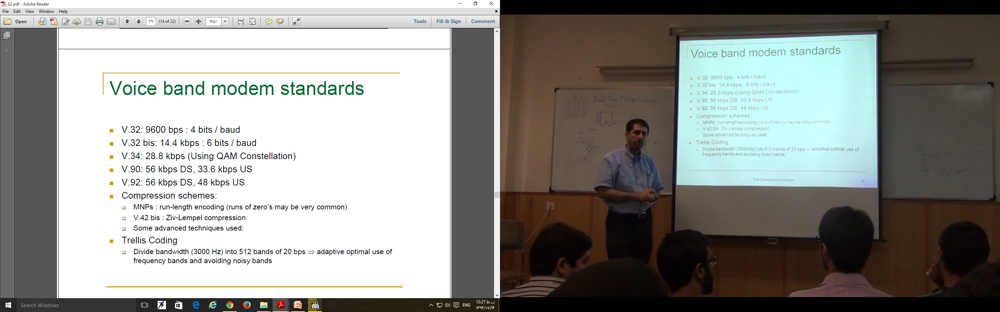 02.pdf - Adobe Reader
File Edit View Window Help
Open
۲۹ (14 of 22)
۱۲۵٪
Tools Fill & Sign Comment
Voice band modem standards
V.32: 9600 bps : 4 bits / baud
V.32 bis: 14.4 kbps : 6 bits / baud
V.34: 28.8 kbps (Using QAM Constellation)
V.90: 56 kbps DS, 33.6 kbps US
V.92: 56 kbps DS, 48 kbps US
Compression schemes:
MNPs : run-length encoding (runs of zero's may be very common)
V.42 bis : Ziv-Lempel compression
Some advanced techniques used:
Trellis Coding
Divide bandwidth (3000 Hz) into 512 bands of 20 bps ⇒ adaptive optimal use of
frequency bands and avoiding noisy bands
Search Windows
ENG
12:27 ب.ظ
۱۳۹۴/۰۷/۱۴
Voice band modem standards
V.32: 9600 bps : 4 bits / baud
V.32 bis: 14.4 kbps : 6 bits / baud
V.34: 28.8 kbps (Using QAM Constellation)
V.90: 56 kbps DS, 33.6 kbps US
V.92: 56 kbps DS, 48 kbps US
Compression schemes:
MNPs : run-length encoding (runs of zero's may be very common)
V.42 bis : Ziv-Lempel compression
Some advanced techniques used
Trellis Coding
Divide bandwidth (3000 Hz) into 512 bands of 20 bps ⇒ adaptive optimal use of
frequency bands and avoiding noisy bands
Data Communication Networks
Dual Tone Multiple Frequency